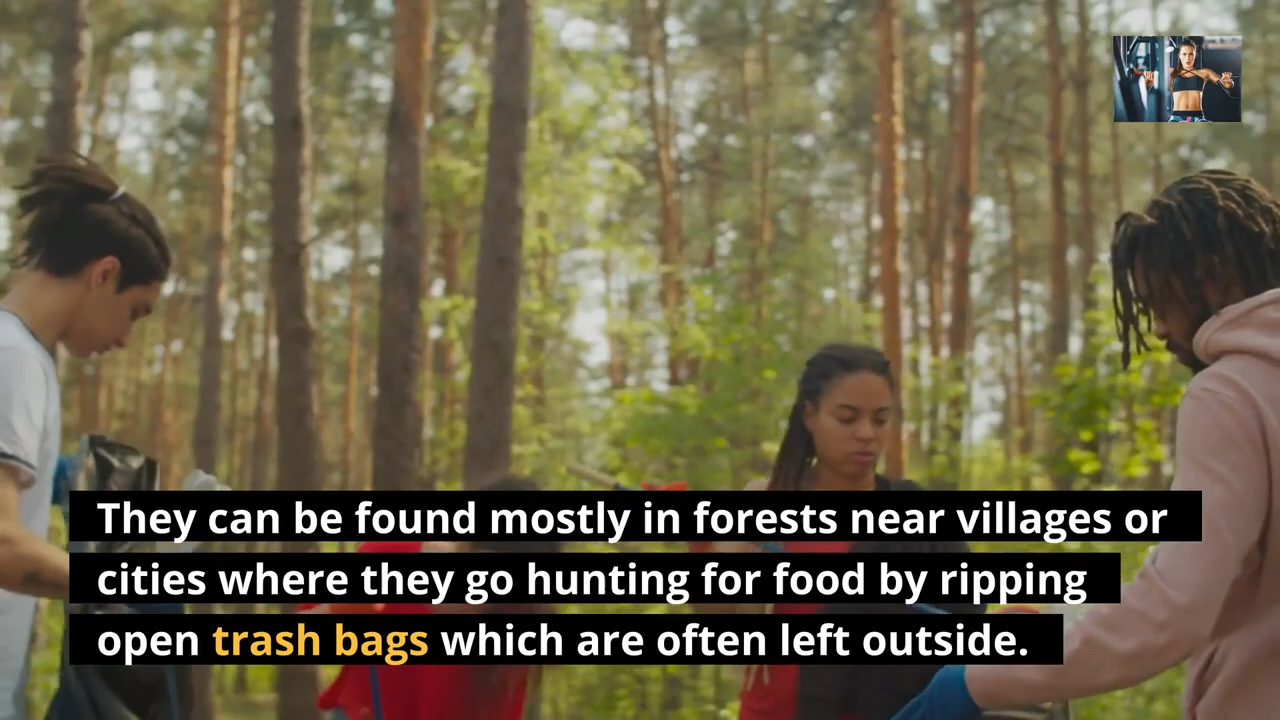 They can be found mostly in forests near villages or
cities where they go hunting for food by ripping
open trash bags which are often left outside.